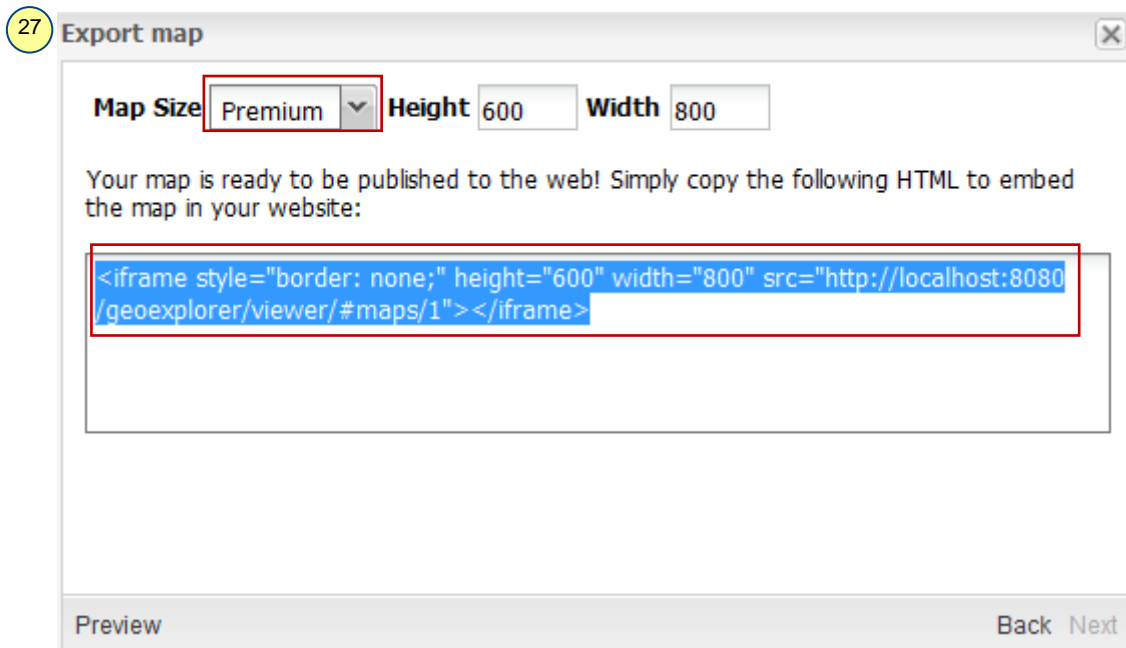 27
Export map
Map Size Premium Height 600 Width 800
Your map is ready to be published to the web! Simply copy the following HTML to embed
the map in your website:
<iframe style="border: none;" height="600" width="800" src="http://localhost:8080
/geoexplorer/viewer/#maps/1"></iframe>
Preview Back Next